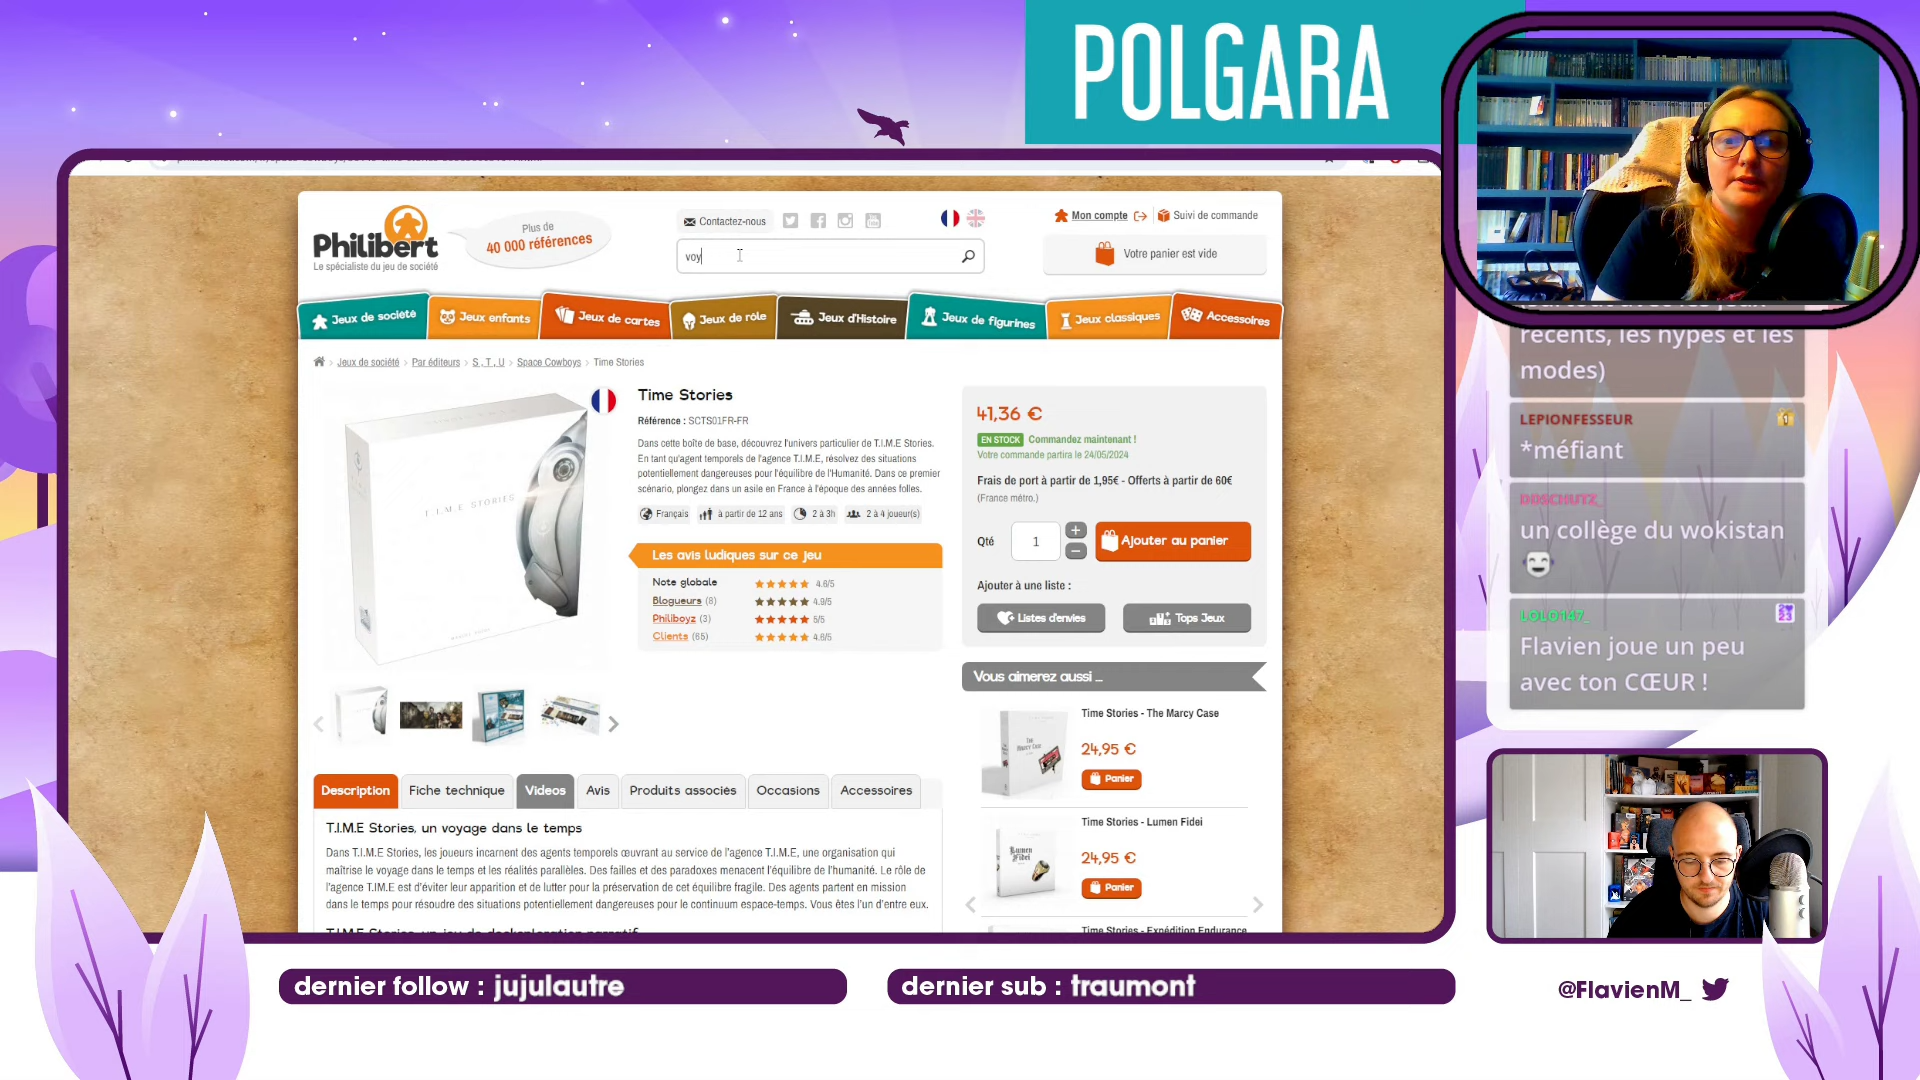 POLGARA
Philibert
Le spécialiste du jeu de société
Plus de
40 000 références
Contactez-nous
voy
Mon compte
Suivi de commande
Votre panier est vide
Jeux de société
Jeux enfants
Jeux de cartes
Jeux de rôle
Jeux d'Histoire
Jeux de figurines
Jeux classiques
Accessoires
Jeux de société > Par éditeurs > S , T , U > Space Cowboys > Time Stories
T.I.M.E STORIES
Time Stories
Référence : SCTS01FR-FR
Dans cette boîte de base, découvrez l'univers particulier de T.I.M.E Stories.
En tant qu'agent temporels de l'agence T.I.M.E, résolvez des situations
potentiellement dangereuses pour l'équilibre de l'Humanité. Dans ce premier
scénario, plongez dans un asile en France à l'époque des années folles.
Français
à partir de 12 ans
2 à 3h
2 à 4 joueur(s)
Les avis ludiques sur ce jeu
Note globale 4.6/5
Blogueurs (8) 4.9/5
Philiboyz (3) 5/5
Clients (65) 4.6/5
41,36 €
EN STOCK Commandez maintenant !
Votre commande partira le 24/05/2024
Frais de port à partir de 1,95€ - Offerts à partir de 60€
(France métro.)
Qté 1 + − Ajouter au panier
Ajouter à une liste :
Listes d'envies
Tops Jeux
Vous aimerez aussi ...
Time Stories - The Marcy Case
24,95 €
Panier
Time Stories - Lumen Fidei
24,95 €
Panier
Time Stories - Expédition Endurance
Description
Fiche technique
Videos
Avis
Produits associés
Occasions
Accessoires
T.I.M.E Stories, un voyage dans le temps
Dans T.I.M.E Stories, les joueurs incarnent des agents temporels œuvrant au service de l'agence T.I.M.E, une organisation qui
maîtrise le voyage dans le temps et les réalités parallèles. Des failles et des paradoxes menacent l'équilibre de l'humanité. Le rôle de
l'agence T.I.M.E est d'éviter leur apparition et de lutter pour la préservation de cet équilibre fragile. Des agents partent en mission
dans le temps pour résoudre des situations potentiellement dangereuses pour le continuum espace-temps. Vous êtes l'un d'entre eux.
récents, les hypes et les
modes)
LEPIONFESSEUR
*méfiant
un collège du wokistan
LOLO147_
Flavien joue un peu
avec ton CŒUR !
dernier follow : jujulautre
dernier sub : traumont
@FlavienM_